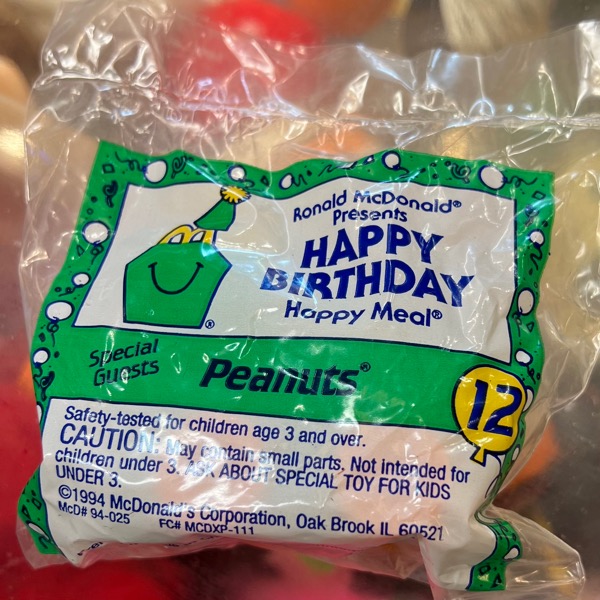 Ronald McDonald®
Presents
HAPPY
BIRTHDAY
Happy Meal®
®
Special
Guests
Peanuts®
12
Safety-tested for children age 3 and over.
CAUTION: May contain small parts. Not intended for
children under 3. ASK ABOUT SPECIAL TOY FOR KIDS
UNDER 3.
©1994 McDonald's Corporation, Oak Brook IL 60521
McD# 94-025 FC# MCDXP-111